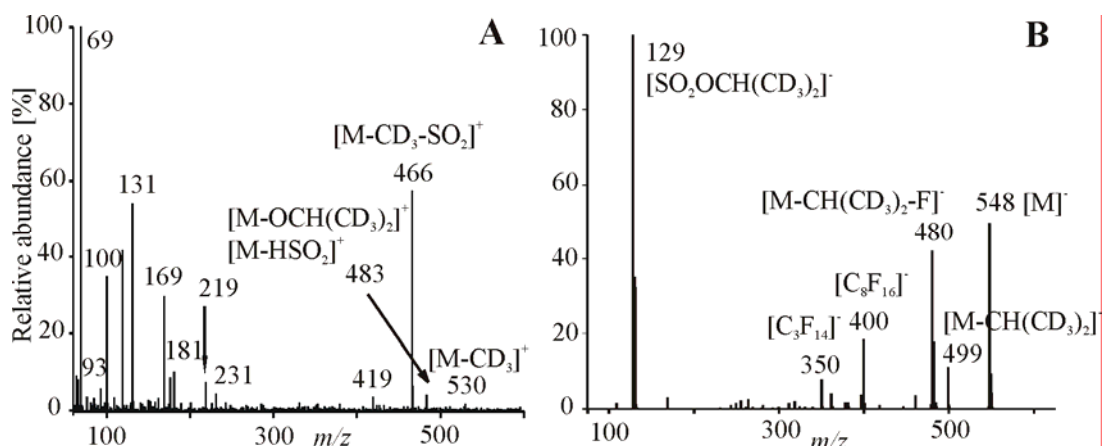 100
69
A
80
[M-CD₃-SO₂]⁺
60
131
466
[M-OCH(CD₃)₂]⁺
[M-HSO₂]⁺
40
100
483
169
219
20
[M-CD₃]⁺
93
181
231
419
530
0
100
300
m/z
500
Relative abundance [%]
100
B
129
[SO₂OCH(CD₃)₂]⁻
80
60
[M-CH(CD₃)₂-F]⁻
548 [M]⁻
480
40
[C₈F₁₆]⁻
400
[M-CH(CD₃)₂]⁻
20
[C₃F₁₄]⁻
499
350
0
100
300
m/z
500